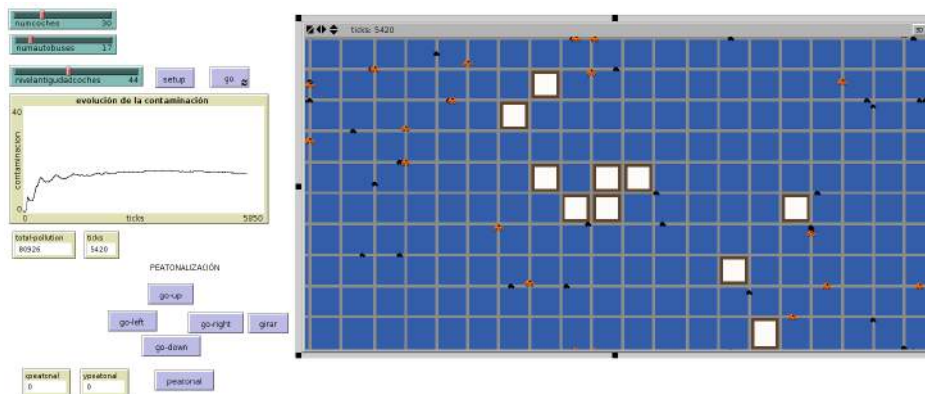 numcoches 30
numautobuses 17
nivelantigudadcoches 44
setup
go
evolución de la contaminación
40
contaminacion
0
0
ticks
5850
total-pollution
80926
ticks
5420
PEATONALIZACIÓN
go-up
go-left
go-right
girar
go-down
xpeatonal
0
ypeatonal
0
peatonal
ticks: 5420
3D